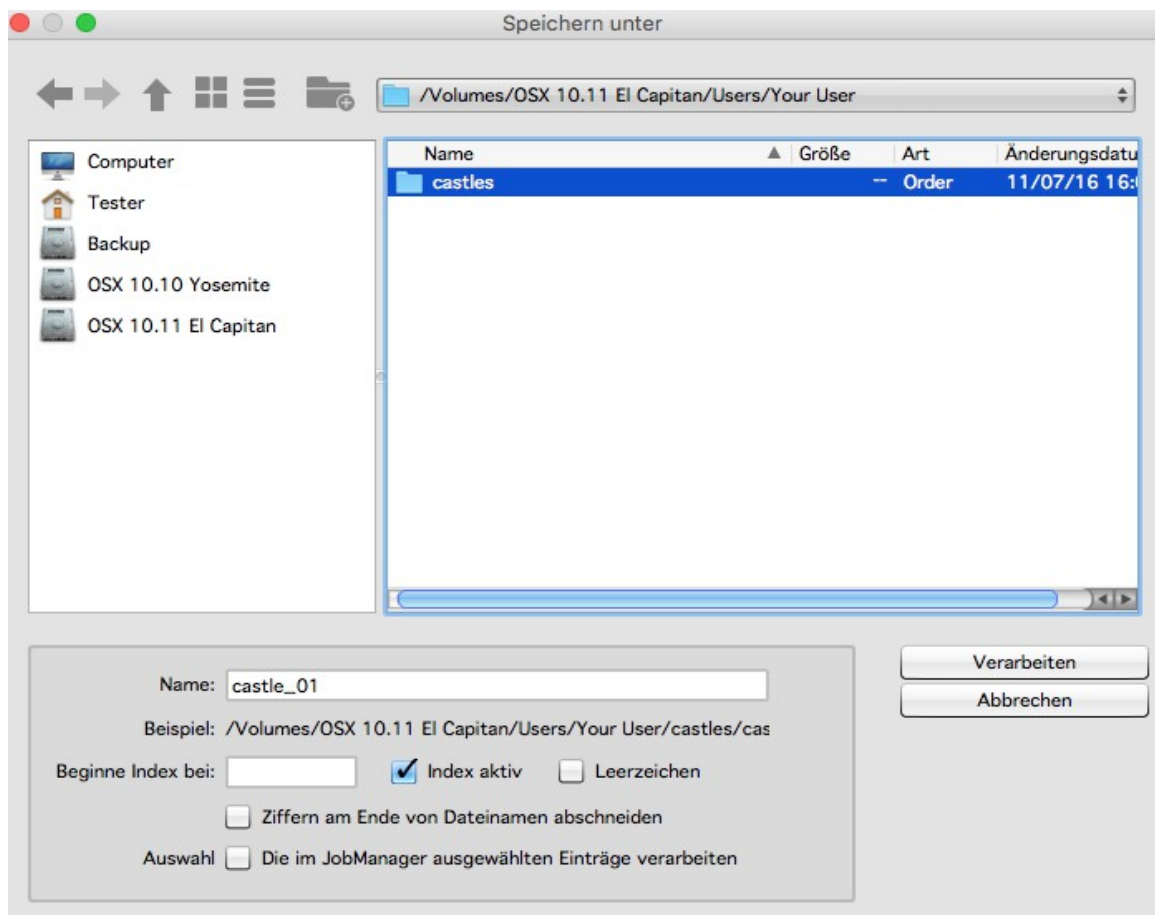 Speichern unter
/Volumes/OSX 10.11 El Capitan/Users/Your User
Computer
Tester
Backup
OSX 10.10 Yosemite
OSX 10.11 El Capitan
Name Größe Art Änderungsdatu
castles -- Order 11/07/16 16:
Name: castle_01
Beispiel: /Volumes/OSX 10.11 El Capitan/Users/Your User/castles/cas
Beginne Index bei: Index aktiv Leerzeichen
Ziffern am Ende von Dateinamen abschneiden
Auswahl Die im JobManager ausgewählten Einträge verarbeiten
Verarbeiten
Abbrechen